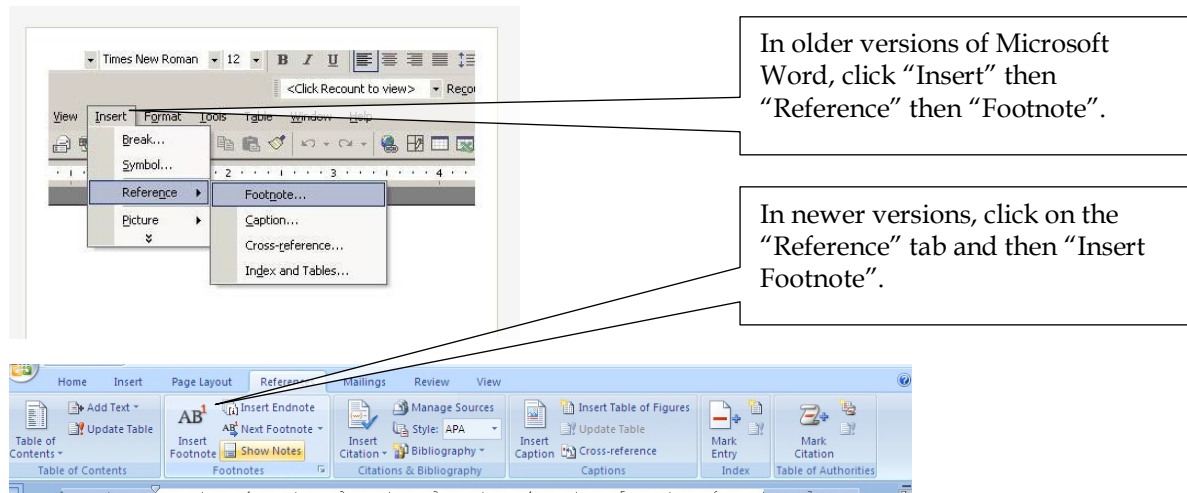 Times New Roman 12 B I U
<Click Recount to view>
View Insert Format Tools Table Window Help
Break...
Symbol...
Reference
Picture
Footnote...
Caption...
Cross-reference...
Index and Tables...
2 3 4
In older versions of Microsoft
Word, click “Insert” then
“Reference” then “Footnote”.
In newer versions, click on the
“Reference” tab and then “Insert
Footnote”.
Home Insert Page Layout Mailings Review View
Table of
Contents
Add Text
Update Table
Table of Contents
AB1
Insert
Footnote
Insert Endnote
AB1 Next Footnote
Show Notes
Footnotes
Insert
Citation
Manage Sources
Style: APA
Bibliography
Citations & Bibliography
Insert
Caption
Insert Table of Figures
Update Table
Cross-reference
Captions
Mark
Entry
Index
Mark
Citation
Table of Authorities